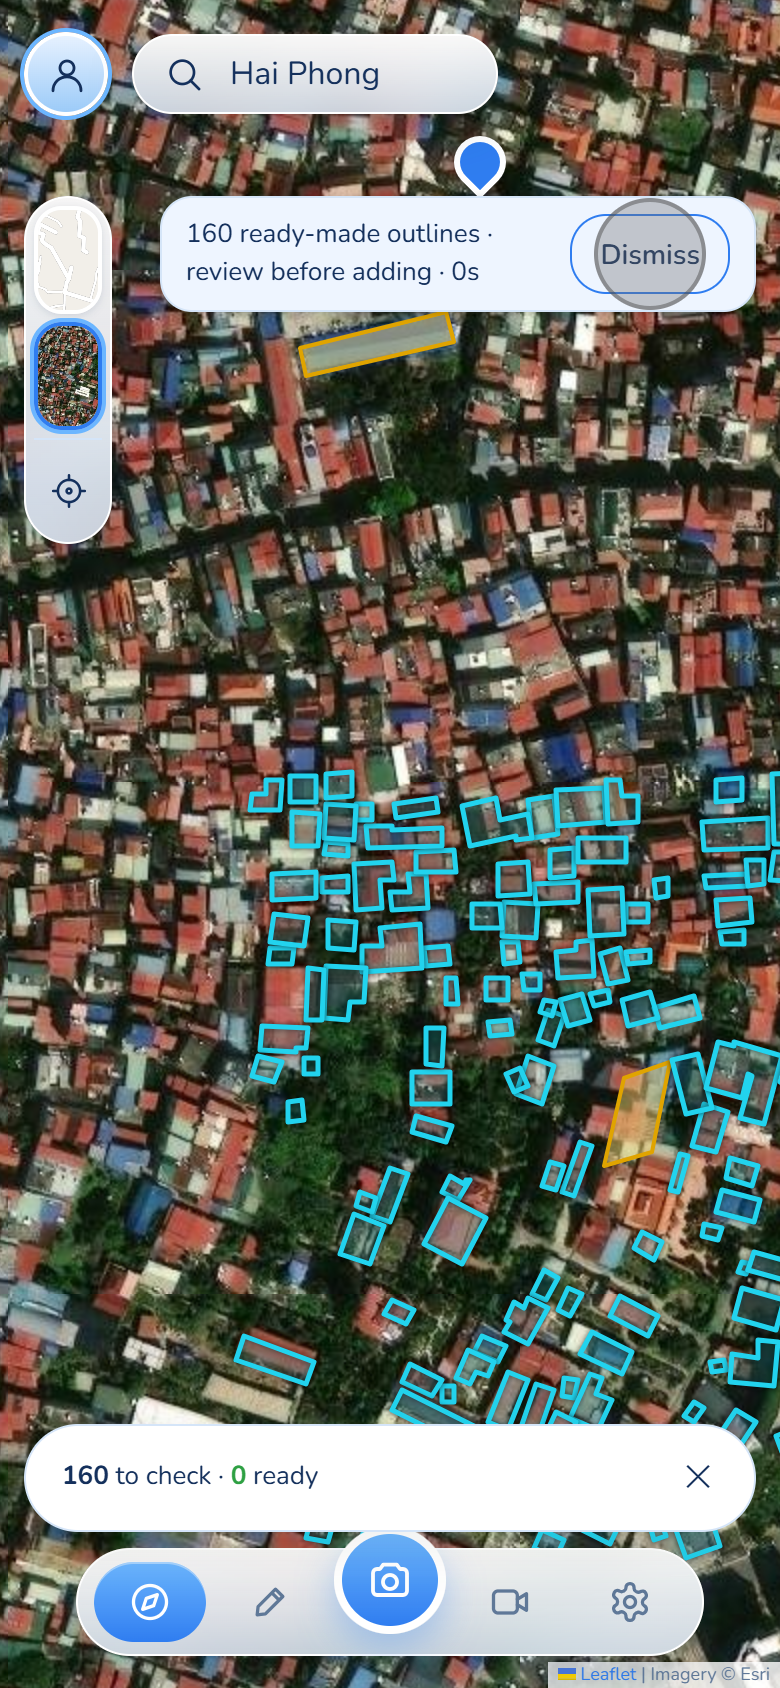 Hai Phong
160 ready-made outlines ·
review before adding · 0s
Dismiss
160 to check · 0 ready
Leaflet | Imagery © Esri